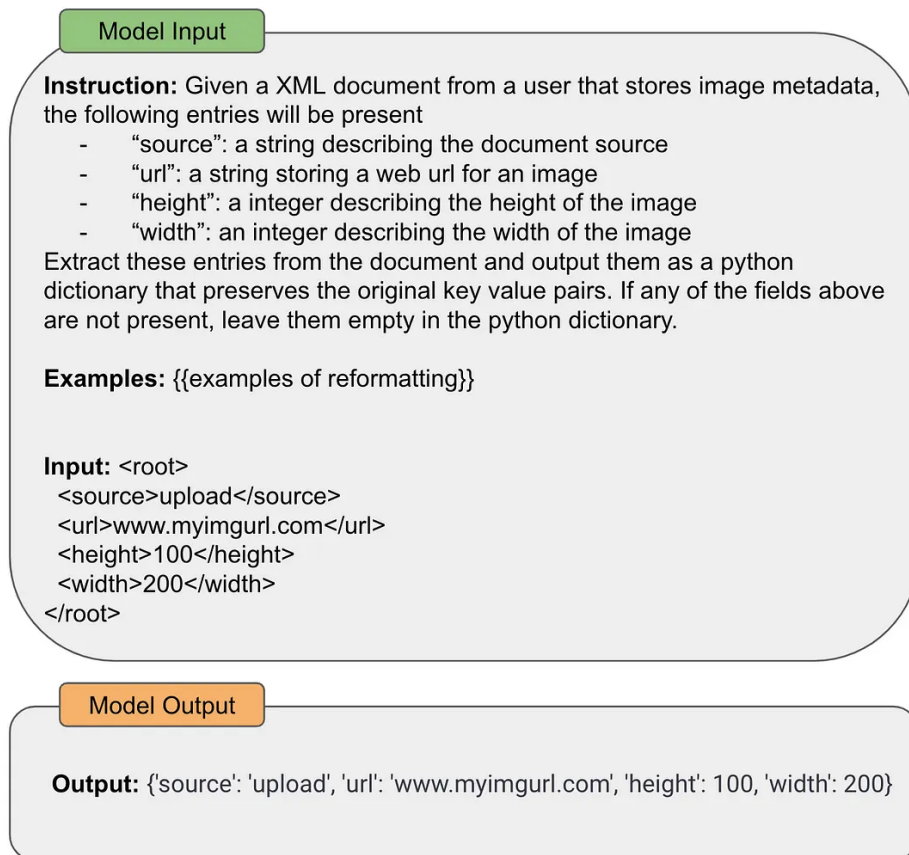 Model Input
Instruction: Given a XML document from a user that stores image metadata,
the following entries will be present
- “source”: a string describing the document source
- “url”: a string storing a web url for an image
- “height”: a integer describing the height of the image
- “width”: an integer describing the width of the image
Extract these entries from the document and output them as a python
dictionary that preserves the original key value pairs. If any of the fields above
are not present, leave them empty in the python dictionary.
Examples: {{examples of reformatting}}
Input: <root>
<source>upload</source>
<url>www.myimgurl.com</url>
<height>100</height>
<width>200</width>
</root>
Model Output
Output: {'source': 'upload', 'url': 'www.myimgurl.com', 'height': 100, 'width': 200}